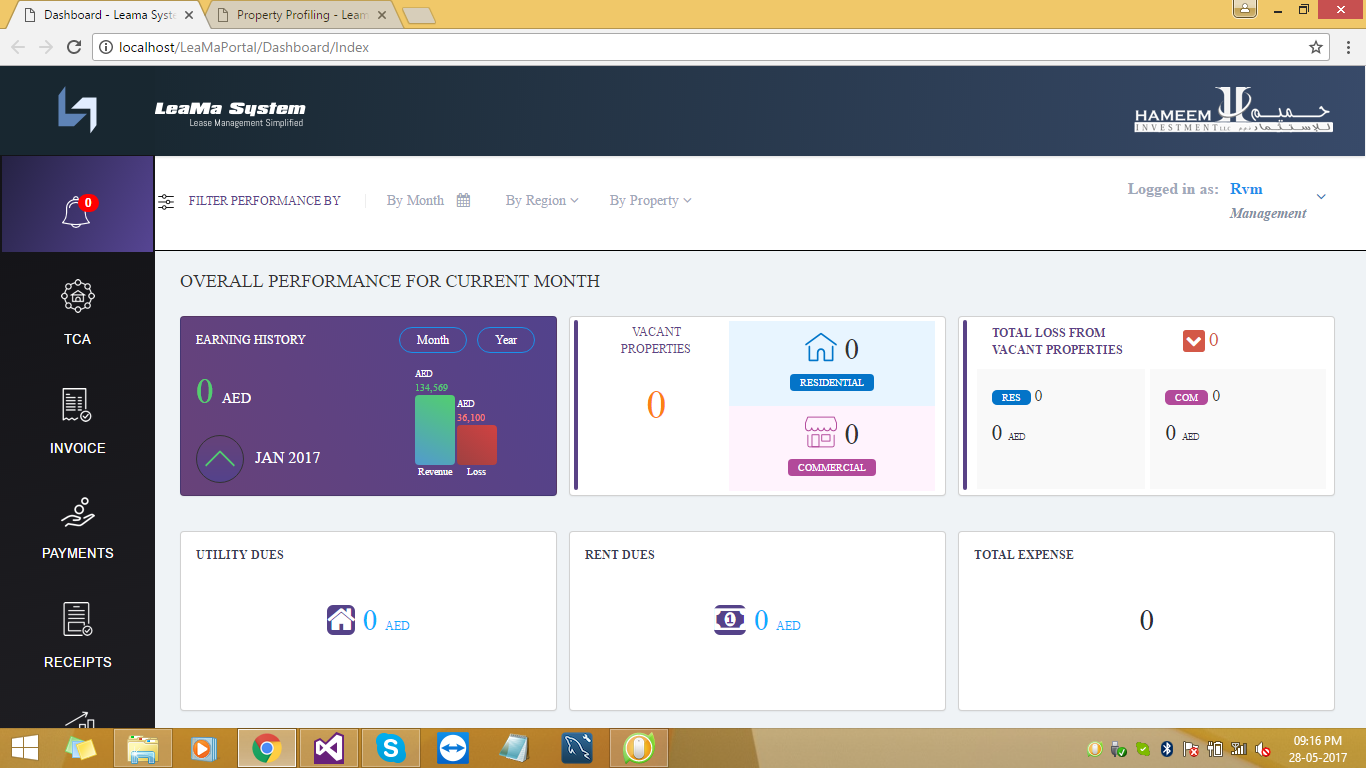 Dashboard - Leama Syst
Property Profiling - Leam
localhost/LeaMaPortal/Dashboard/Index
LeaMa System
Lease Management Simplified
HAMEEM حميم
INVESTMENT LLC ذ.م.م للإستثمار
0
FILTER PERFORMANCE BY
By Month
By Region
By Property
Logged in as: Rvm
Management
TCA
INVOICE
PAYMENTS
RECEIPTS
OVERALL PERFORMANCE FOR CURRENT MONTH
EARNING HISTORY
Month
Year
0 AED
JAN 2017
AED
134,569
AED
36,100
Revenue
Loss
VACANT
PROPERTIES
0
0
RESIDENTIAL
0
COMMERCIAL
TOTAL LOSS FROM
VACANT PROPERTIES
0
RES 0
0 AED
COM 0
0 AED
UTILITY DUES
0 AED
RENT DUES
1 0 AED
TOTAL EXPENSE
0
09:16 PM
28-05-2017